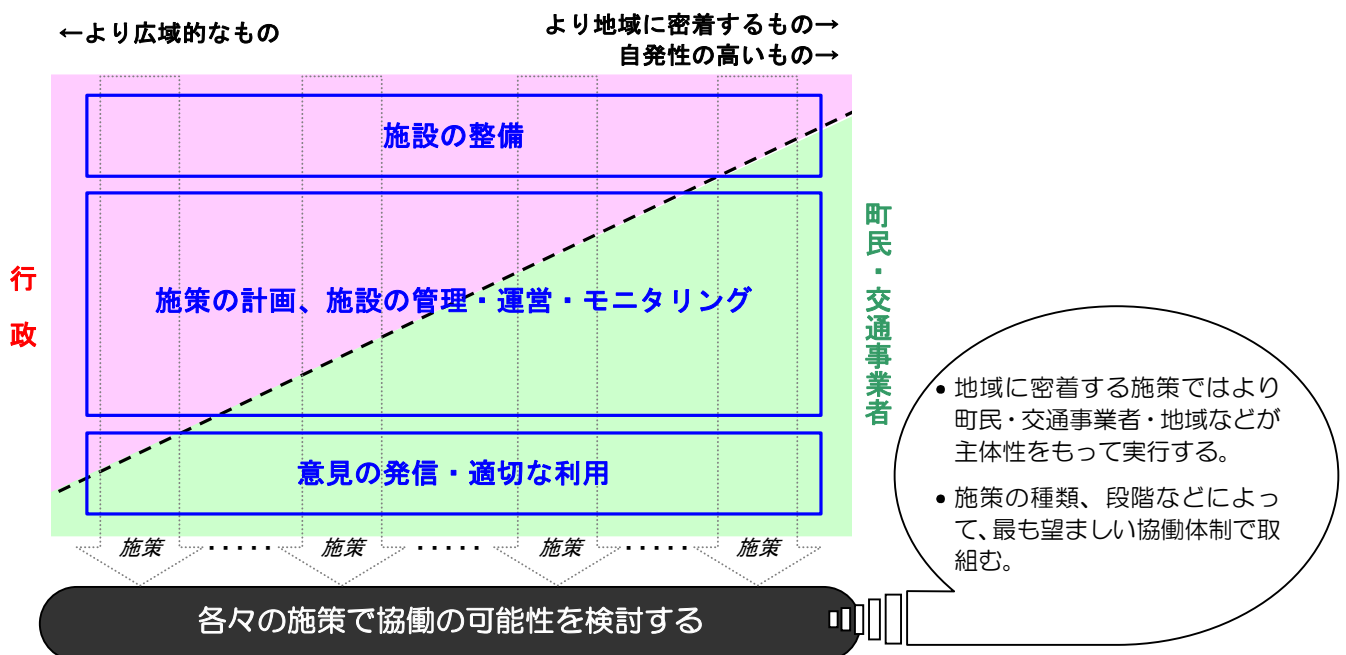 ←より広域的なもの
より地域に密着するもの→
自発性の高いもの→
施設の整備
行政
施策の計画、施設の管理・運営・モニタリング
町民・交通事業者
意見の発信・適切な利用
施策 ・・・・・ 施策 ・・・・・ 施策 ・・・・・ 施策
各々の施策で協働の可能性を検討する
• 地域に密着する施策ではより
町民・交通事業者・地域などが
主体性をもって実行する。
• 施策の種類、段階などによっ
て、最も望ましい協働体制で取
組む。